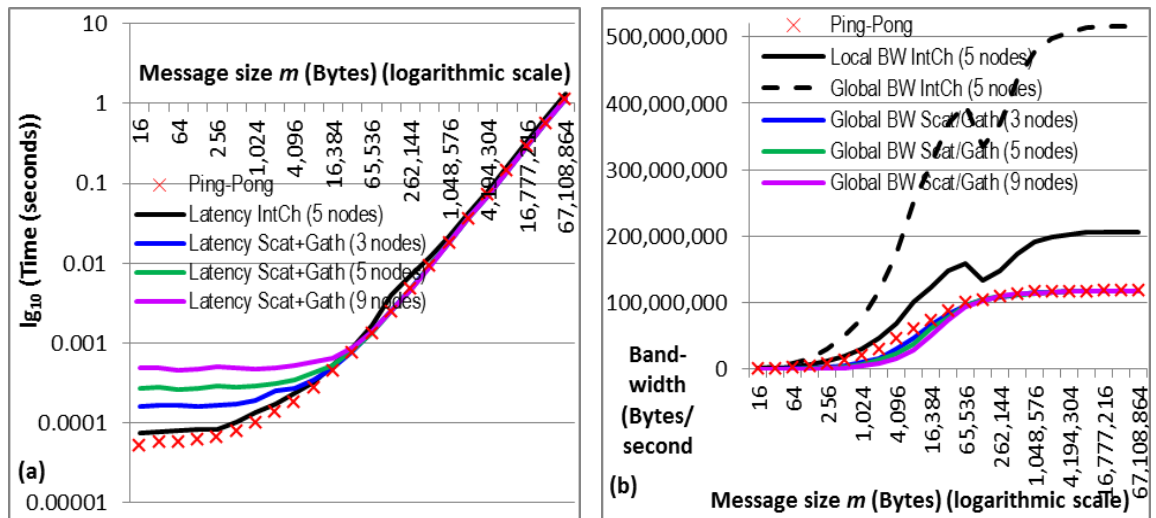 10
Message size m (Bytes) (logarithmic scale)
1
16
64
256
1,024
4,096
16,384
65,536
262,144
1,048,576
4,194,304
16,777,216
67,108,864
0.1
0.01
0.001
0.0001
0.00001
lg10 (Time (seconds))
Ping-Pong
Latency IntCh (5 nodes)
Latency Scat+Gath (3 nodes)
Latency Scat+Gath (5 nodes)
Latency Scat+Gath (9 nodes)
(a)
Ping-Pong
Local BW IntCh (5 nodes)
Global BW IntCh (5 nodes)
Global BW Scat/Gath (3 nodes)
Global BW Scat/Gath (5 nodes)
Global BW Scat/Gath (9 nodes)
500,000,000
400,000,000
300,000,000
200,000,000
100,000,000
0
Band-
width
(Bytes/
second
16
64
256
1,024
4,096
16,384
65,536
262,144
1,048,576
4,194,304
16,777,216
67,108,864
(b)
Message size m (Bytes) (logarithmic scale)